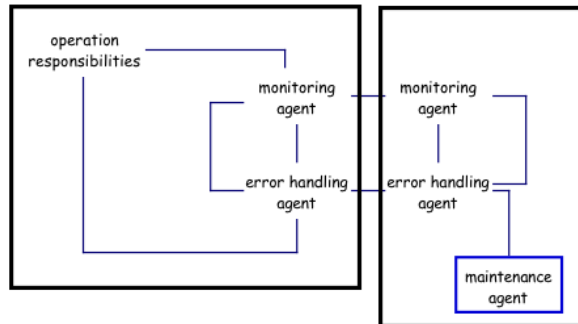 operation
responsibilities
monitoring
agent
monitoring
agent
error handling
agent
error handling
agent
maintenance
agent